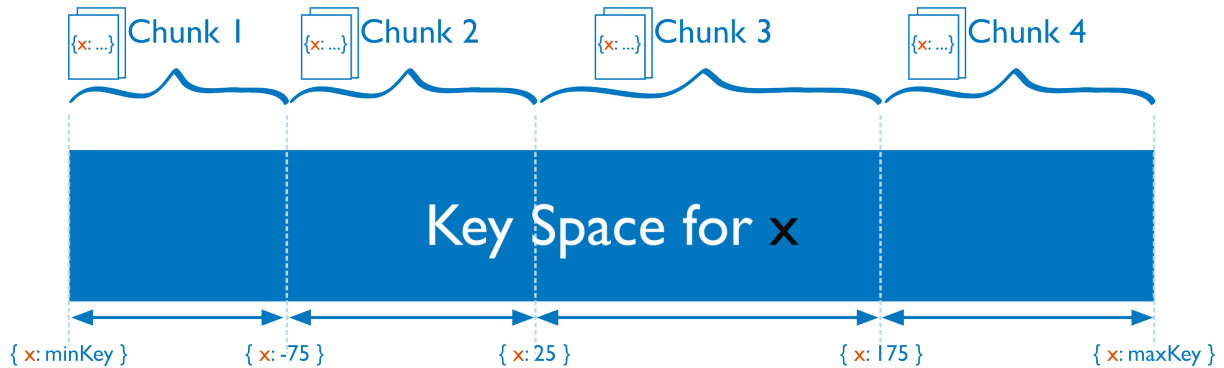 {x: ...} Chunk 1 {x: ...} Chunk 2 {x: ...} Chunk 3 {x: ...} Chunk 4
Key Space for x
{ x: minKey } { x: -75 } { x: 25 } { x: 175 } { x: maxKey }